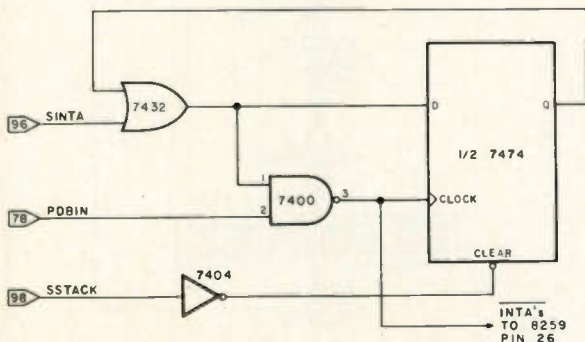 7432
96 SINTA
D
Q
1/2 7474
1
7400
3
2
CLOCK
78 PDBIN
7404
CLEAR
98 SSTACK
INTA's
TO 8259
PIN 26